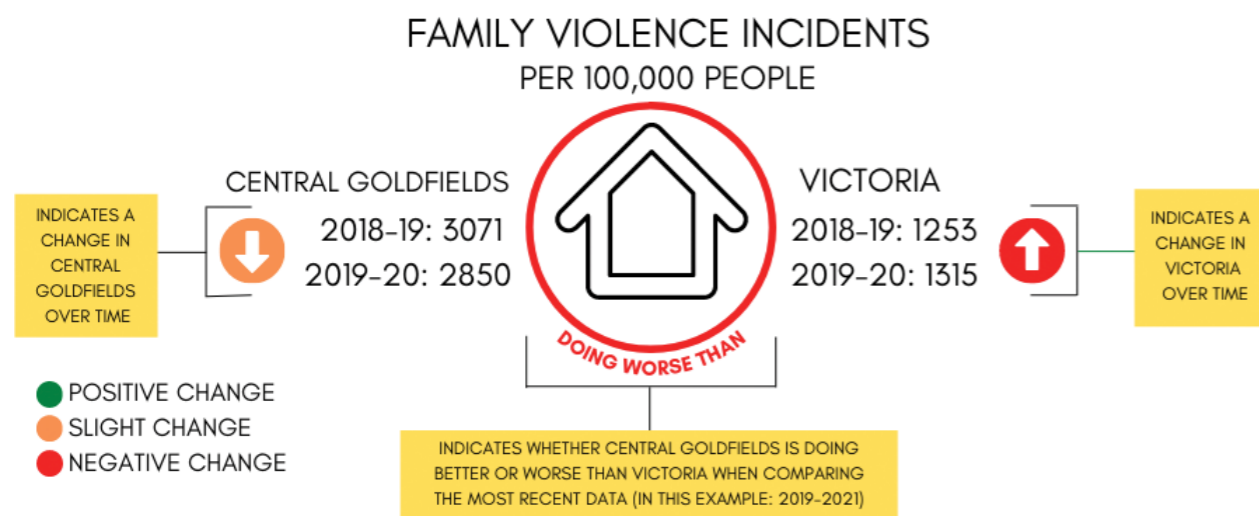 FAMILY VIOLENCE INCIDENTS
PER 100,000 PEOPLE
CENTRAL GOLDFIELDS
2018-19: 3071
2019-20: 2850
VICTORIA
2018-19: 1253
2019-20: 1315
INDICATES A
CHANGE IN
CENTRAL
GOLDFIELDS
OVER TIME
INDICATES A
CHANGE IN
VICTORIA
OVER TIME
DOING WORSE THAN
POSITIVE CHANGE
SLIGHT CHANGE
NEGATIVE CHANGE
INDICATES WHETHER CENTRAL GOLDFIELDS IS DOING
BETTER OR WORSE THAN VICTORIA WHEN COMPARING
THE MOST RECENT DATA (IN THIS EXAMPLE: 2019-2021)